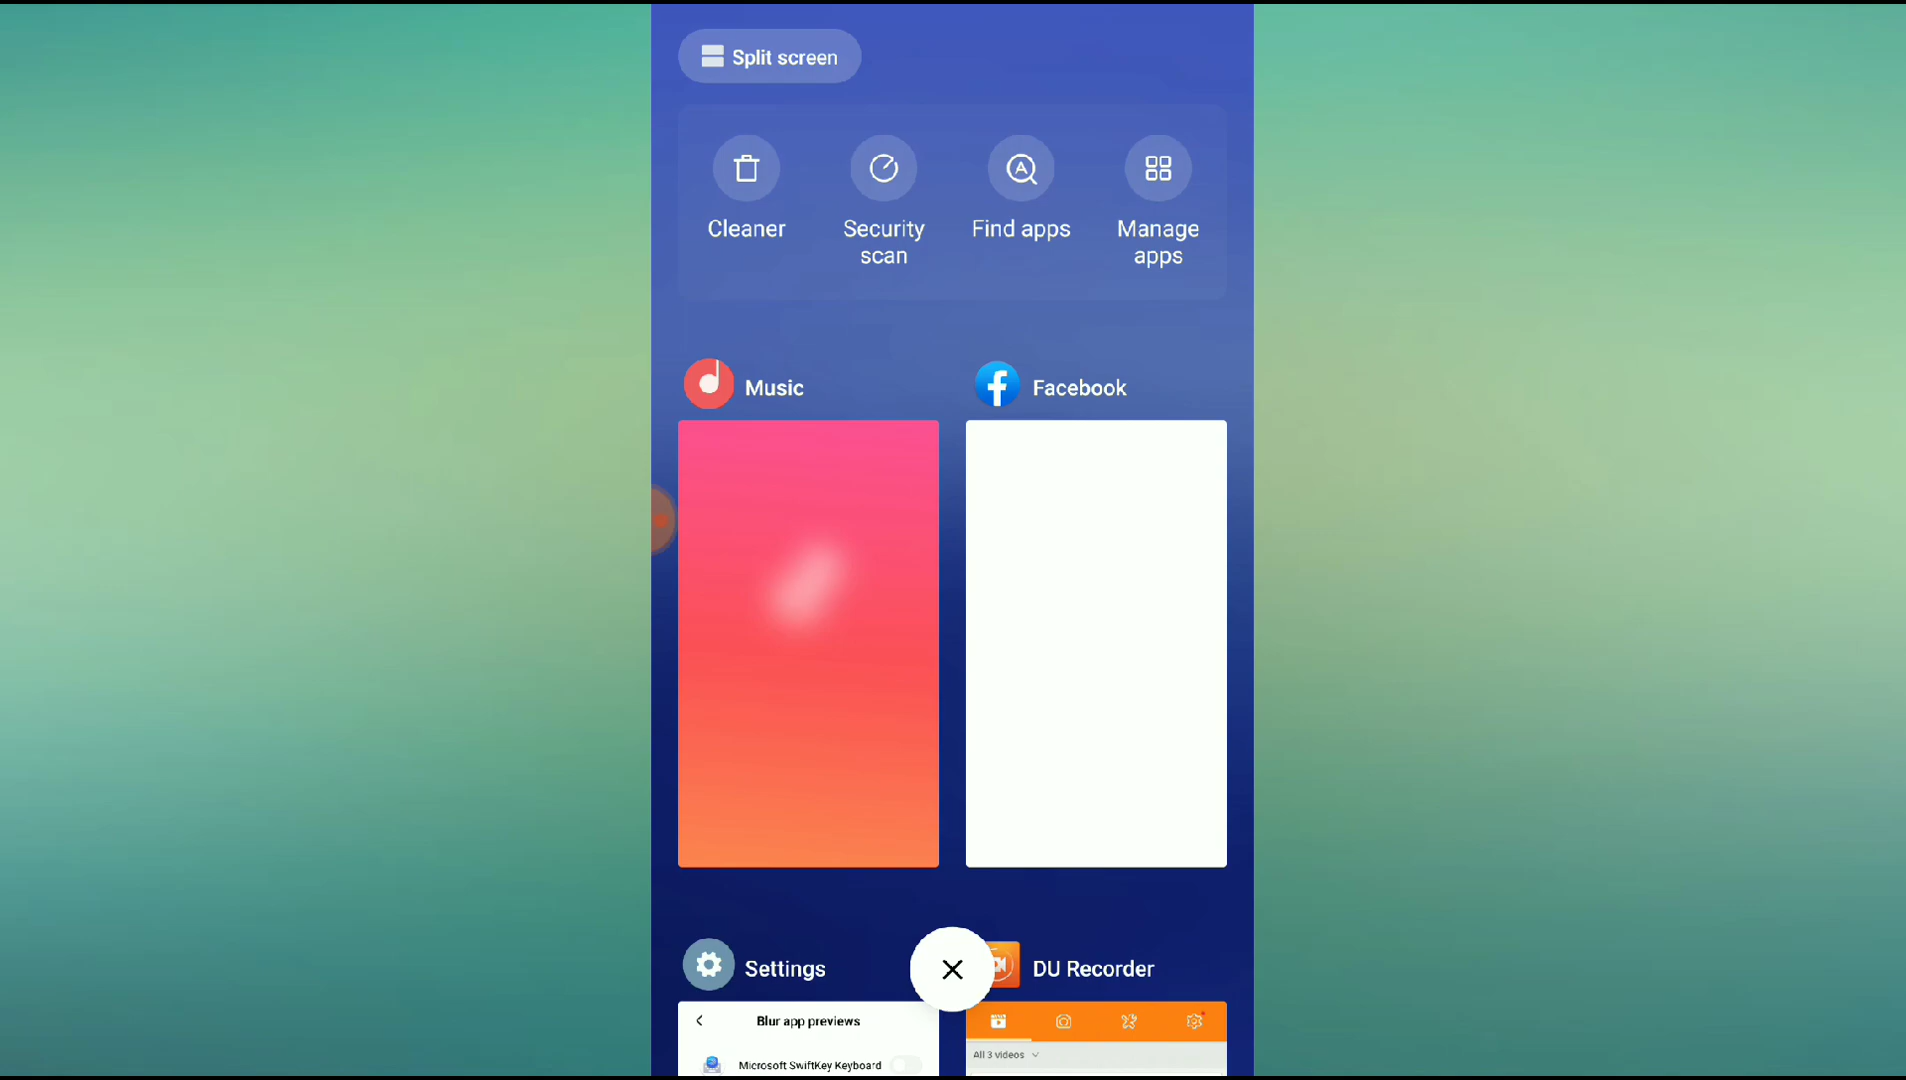 Split screen
Cleaner
Security
scan
Find apps
Manage
apps
Music
Facebook
Settings
DU Recorder
Blur app previews
Microsoft SwiftKey Keyboard
All 3 videos